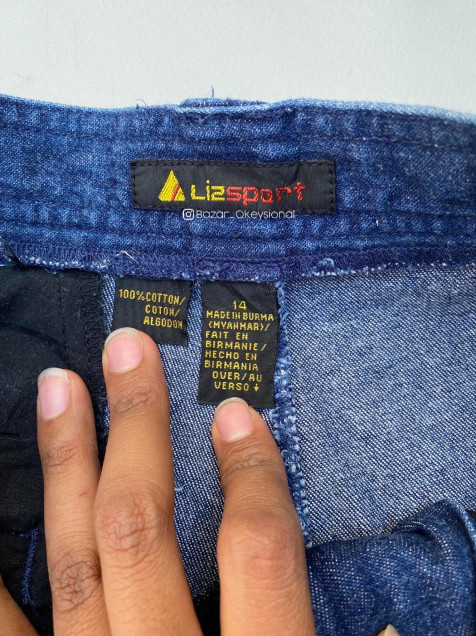 Lizsport
Bazar_Okeysional
100% COTTON/
COTON/
ALGODON
14
MADE IN BURMA
(MYANMAR)/
FAIT EN
BIRMANIE/
HECHO EN
BIRMANIA
OVER/AU
VERSO